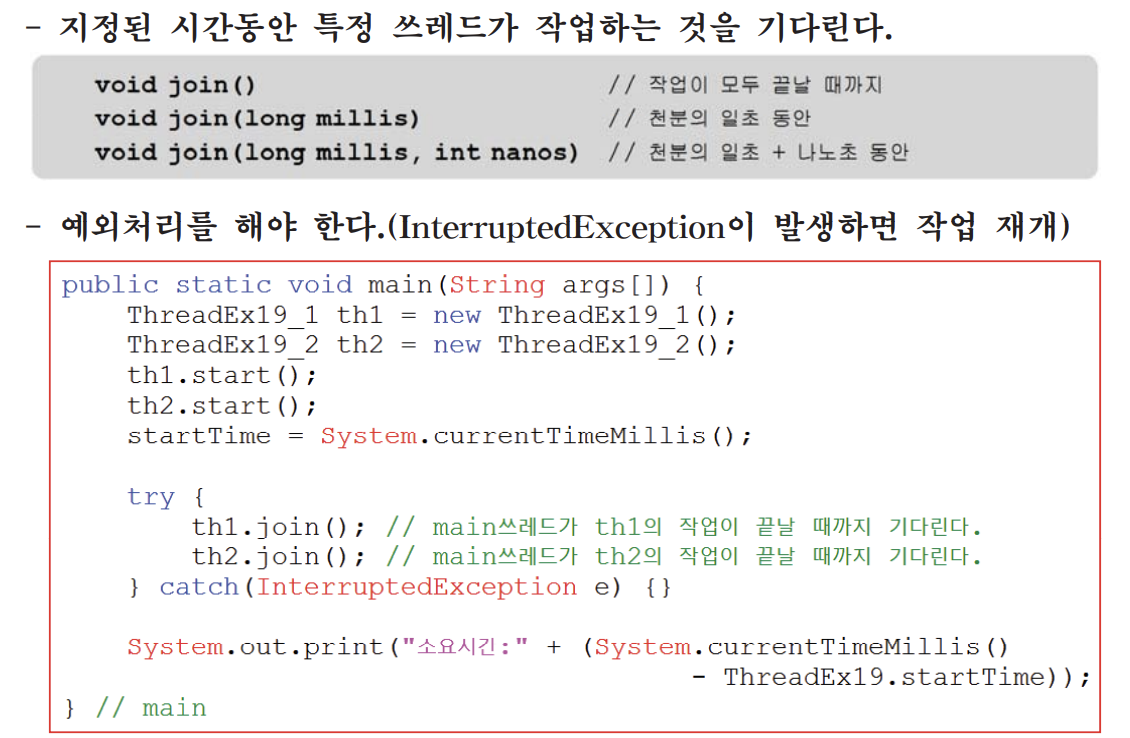 - 지정된 시간동안 특정 쓰레드가 작업하는 것을 기다린다.
void join() // 작업이 모두 끝날 때까지
void join(long millis) // 천분의 일초 동안
void join(long millis, int nanos) // 천분의 일초 + 나노초 동안
- 예외처리를 해야 한다.(InterruptedException이 발생하면 작업 재개)
public static void main(String args[]) {
ThreadEx19_1 th1 = new ThreadEx19_1();
ThreadEx19_2 th2 = new ThreadEx19_2();
th1.start();
th2.start();
startTime = System.currentTimeMillis();
try {
th1.join(); // main쓰레드가 th1의 작업이 끝날 때까지 기다린다.
th2.join(); // main쓰레드가 th2의 작업이 끝날 때까지 기다린다.
} catch(InterruptedException e) {}
System.out.print("소요시간:" + (System.currentTimeMillis()
- ThreadEx19.startTime));
} // main